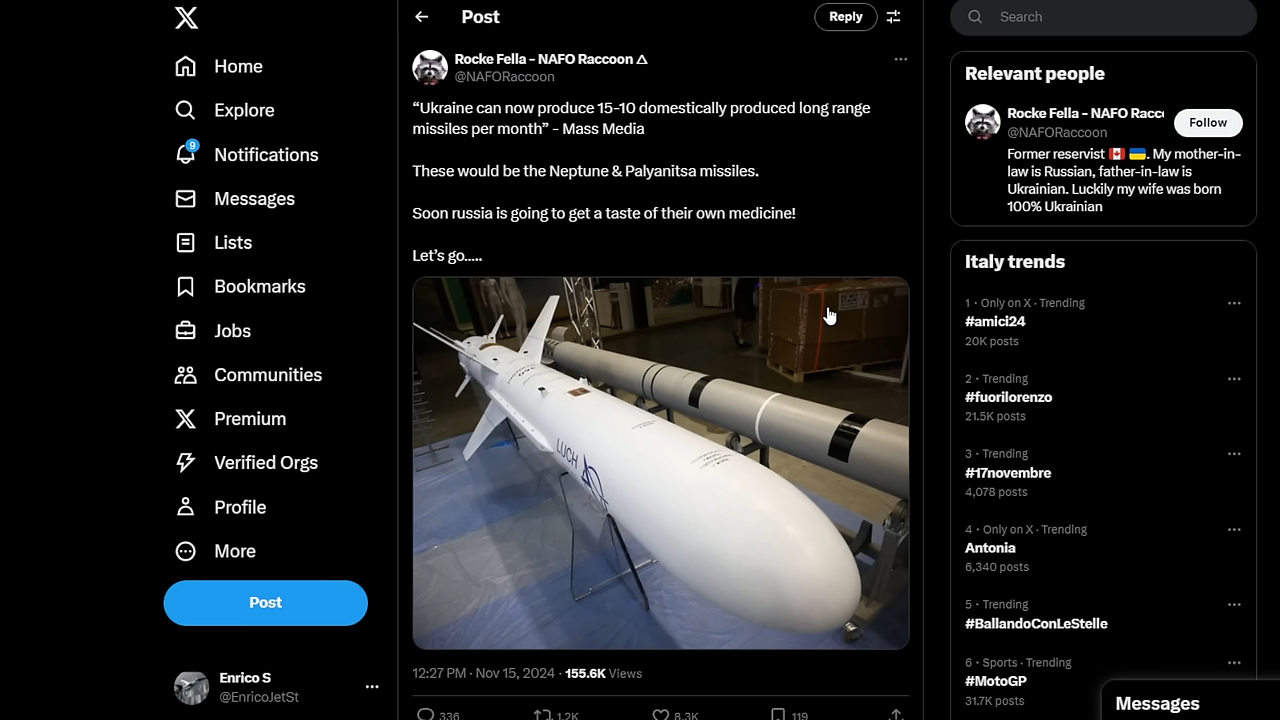 Post
Reply
Search
Home
Explore
9
Notifications
Messages
Lists
Bookmarks
Jobs
Communities
Premium
Verified Orgs
Profile
More
Post
Enrico S
@EnricoJetSt
Rocke Fella - NAFO Raccoon △
@NAFORaccoon
“Ukraine can now produce 15-10 domestically produced long range
missiles per month” - Mass Media
These would be the Neptune & Palyanitsa missiles.
Soon russia is going to get a taste of their own medicine!
Let’s go.....
LUCH
12:27 PM · Nov 15, 2024 · 155.6K Views
336
1.2K
8.3K
119
Relevant people
Rocke Fella - NAFO Racc
@NAFORaccoon
Follow
Former reservist 🇨🇦 🇺🇦. My mother-in-
law is Russian, father-in-law is
Ukrainian. Luckily my wife was born
100% Ukrainian
Italy trends
1 · Only on X · Trending
#amici24
20K posts
2 · Trending
#fuorilorenzo
21.5K posts
3 · Trending
#17novembre
4,078 posts
4 · Only on X · Trending
Antonia
6,340 posts
5 · Trending
#BallandoConLeStelle
6 · Sports · Trending
#MotoGP
31.7K posts
Messages